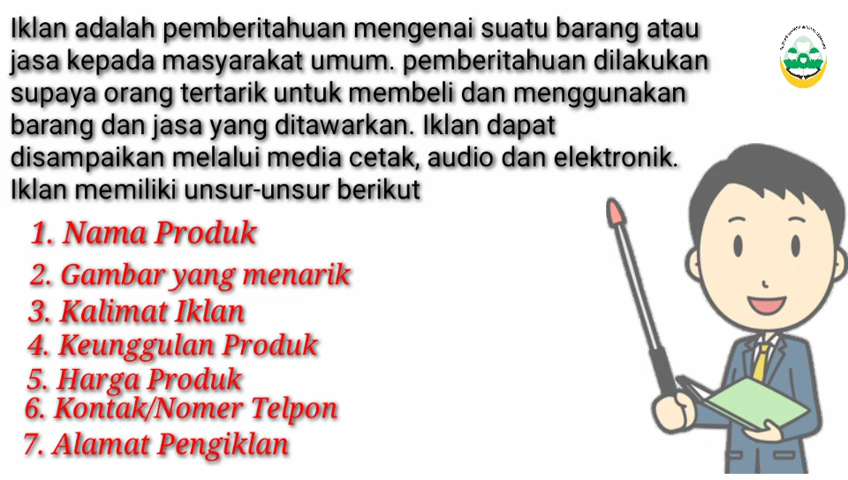 Iklan adalah pemberitahuan mengenai suatu barang atau
jasa kepada masyarakat umum. pemberitahuan dilakukan
supaya orang tertarik untuk membeli dan menggunakan
barang dan jasa yang ditawarkan. Iklan dapat
disampaikan melalui media cetak, audio dan elektronik.
Iklan memiliki unsur-unsur berikut
1. Nama Produk
2. Gambar yang menarik
3. Kalimat Iklan
4. Keunggulan Produk
5. Harga Produk
6. Kontak/Nomer Telpon
7. Alamat Pengiklan